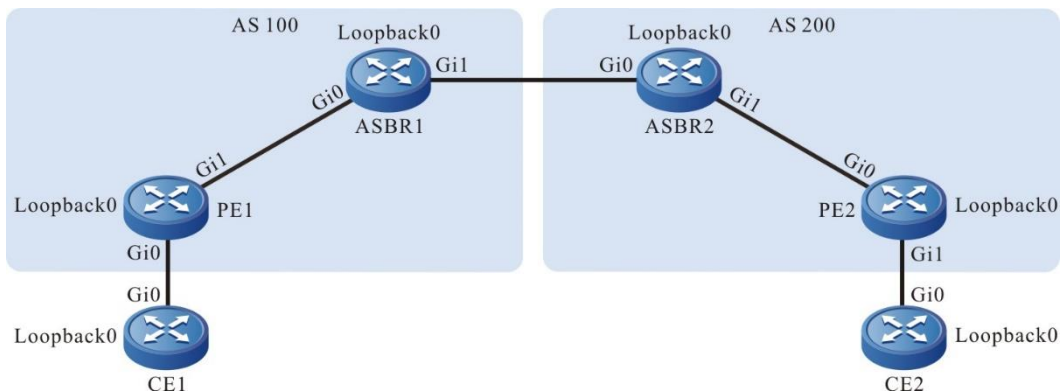 AS 100
AS 200
Loopback0
Loopback0
Gi1
Gi0
Gi0
Gi1
ASBR1
ASBR2
Gi1
Gi0
Loopback0
PE1
PE2
Loopback0
Gi0
Gi1
Gi0
Gi0
Loopback0
Loopback0
CE1
CE2